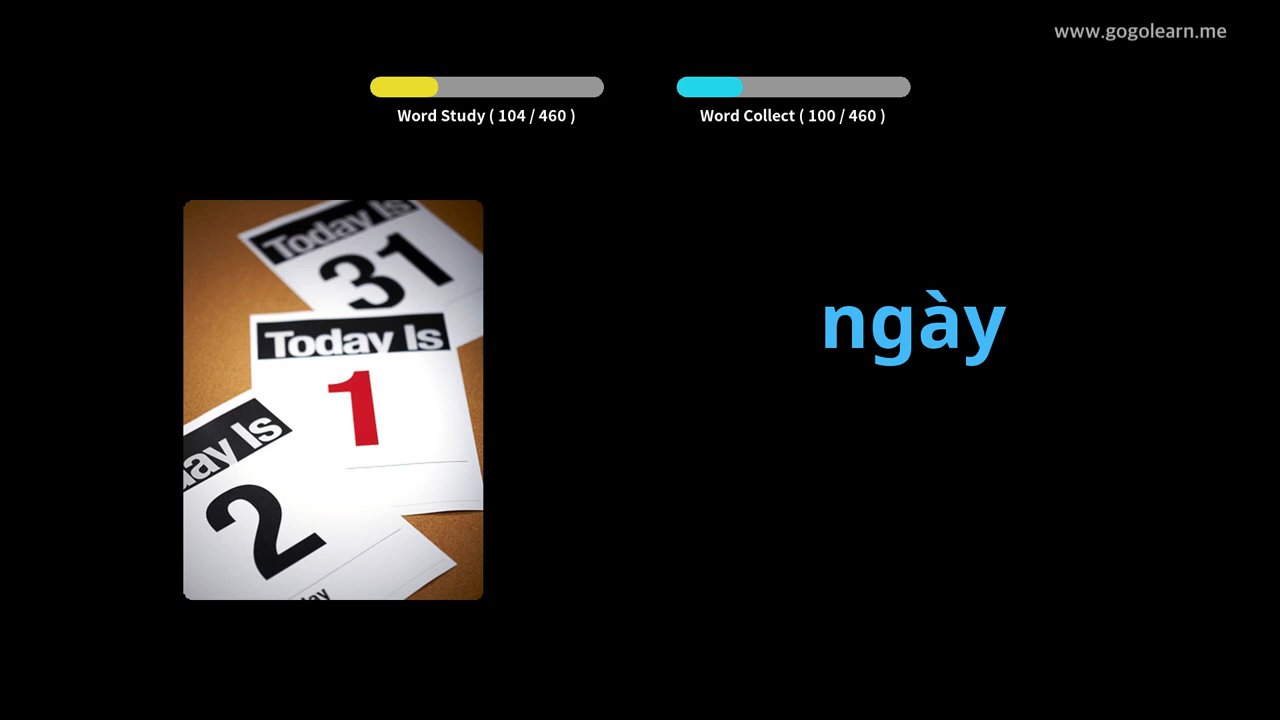 www.gogolearn.me
Word Study ( 104 / 460 )
Word Collect ( 100 / 460 )
Today Is
31
Today Is
1
ay Is
2
ngày